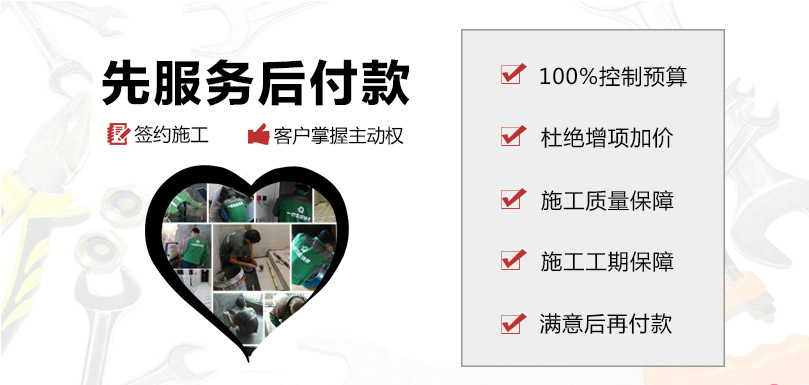 先服务后付款
签约施工 客户掌握主动权
100%控制预算
杜绝增项加价
施工质量保障
施工工期保障
满意后再付款